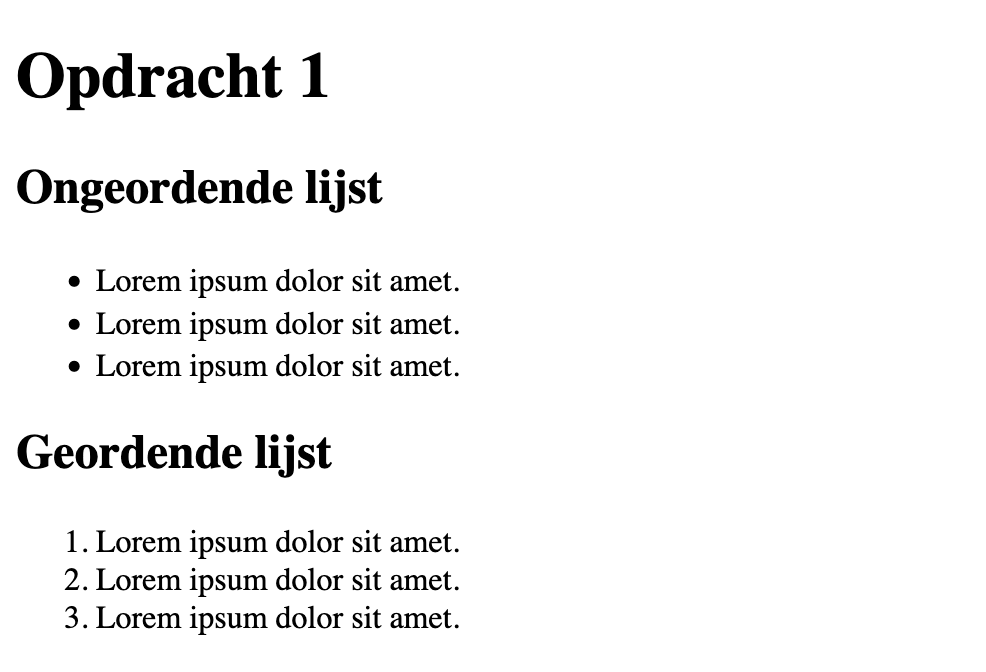 Opdracht 1
Ongeordende lijst
• Lorem ipsum dolor sit amet.
• Lorem ipsum dolor sit amet.
• Lorem ipsum dolor sit amet.
Geordende lijst
1. Lorem ipsum dolor sit amet.
2. Lorem ipsum dolor sit amet.
3. Lorem ipsum dolor sit amet.